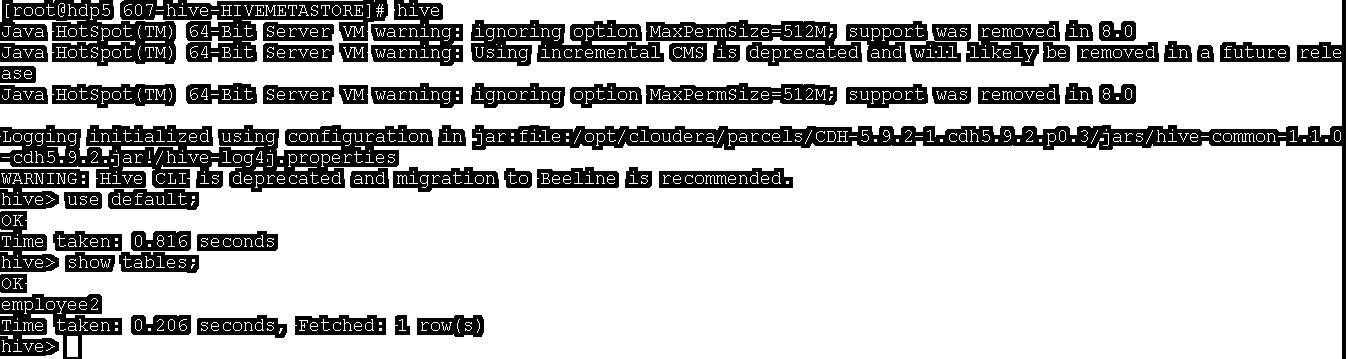 [root@hdp5 607-hive-HIVEMETASTORE]# hive
Java HotSpot(TM) 64-Bit Server VM warning: ignoring option MaxPermSize=512M; support was removed in 8.0
Java HotSpot(TM) 64-Bit Server VM warning: Using incremental CMS is deprecated and will likely be removed in a future rele
ase
Java HotSpot(TM) 64-Bit Server VM warning: ignoring option MaxPermSize=512M; support was removed in 8.0
Logging initialized using configuration in jar:file:/opt/cloudera/parcels/CDH-5.9.2-1.cdh5.9.2.p0.3/jars/hive-common-1.1.0
-cdh5.9.2.jar!/hive-log4j.properties
WARNING: Hive CLI is deprecated and migration to Beeline is recommended.
hive> use default;
OK
Time taken: 0.816 seconds
hive> show tables;
OK
employee2
Time taken: 0.206 seconds, Fetched: 1 row(s)
hive>